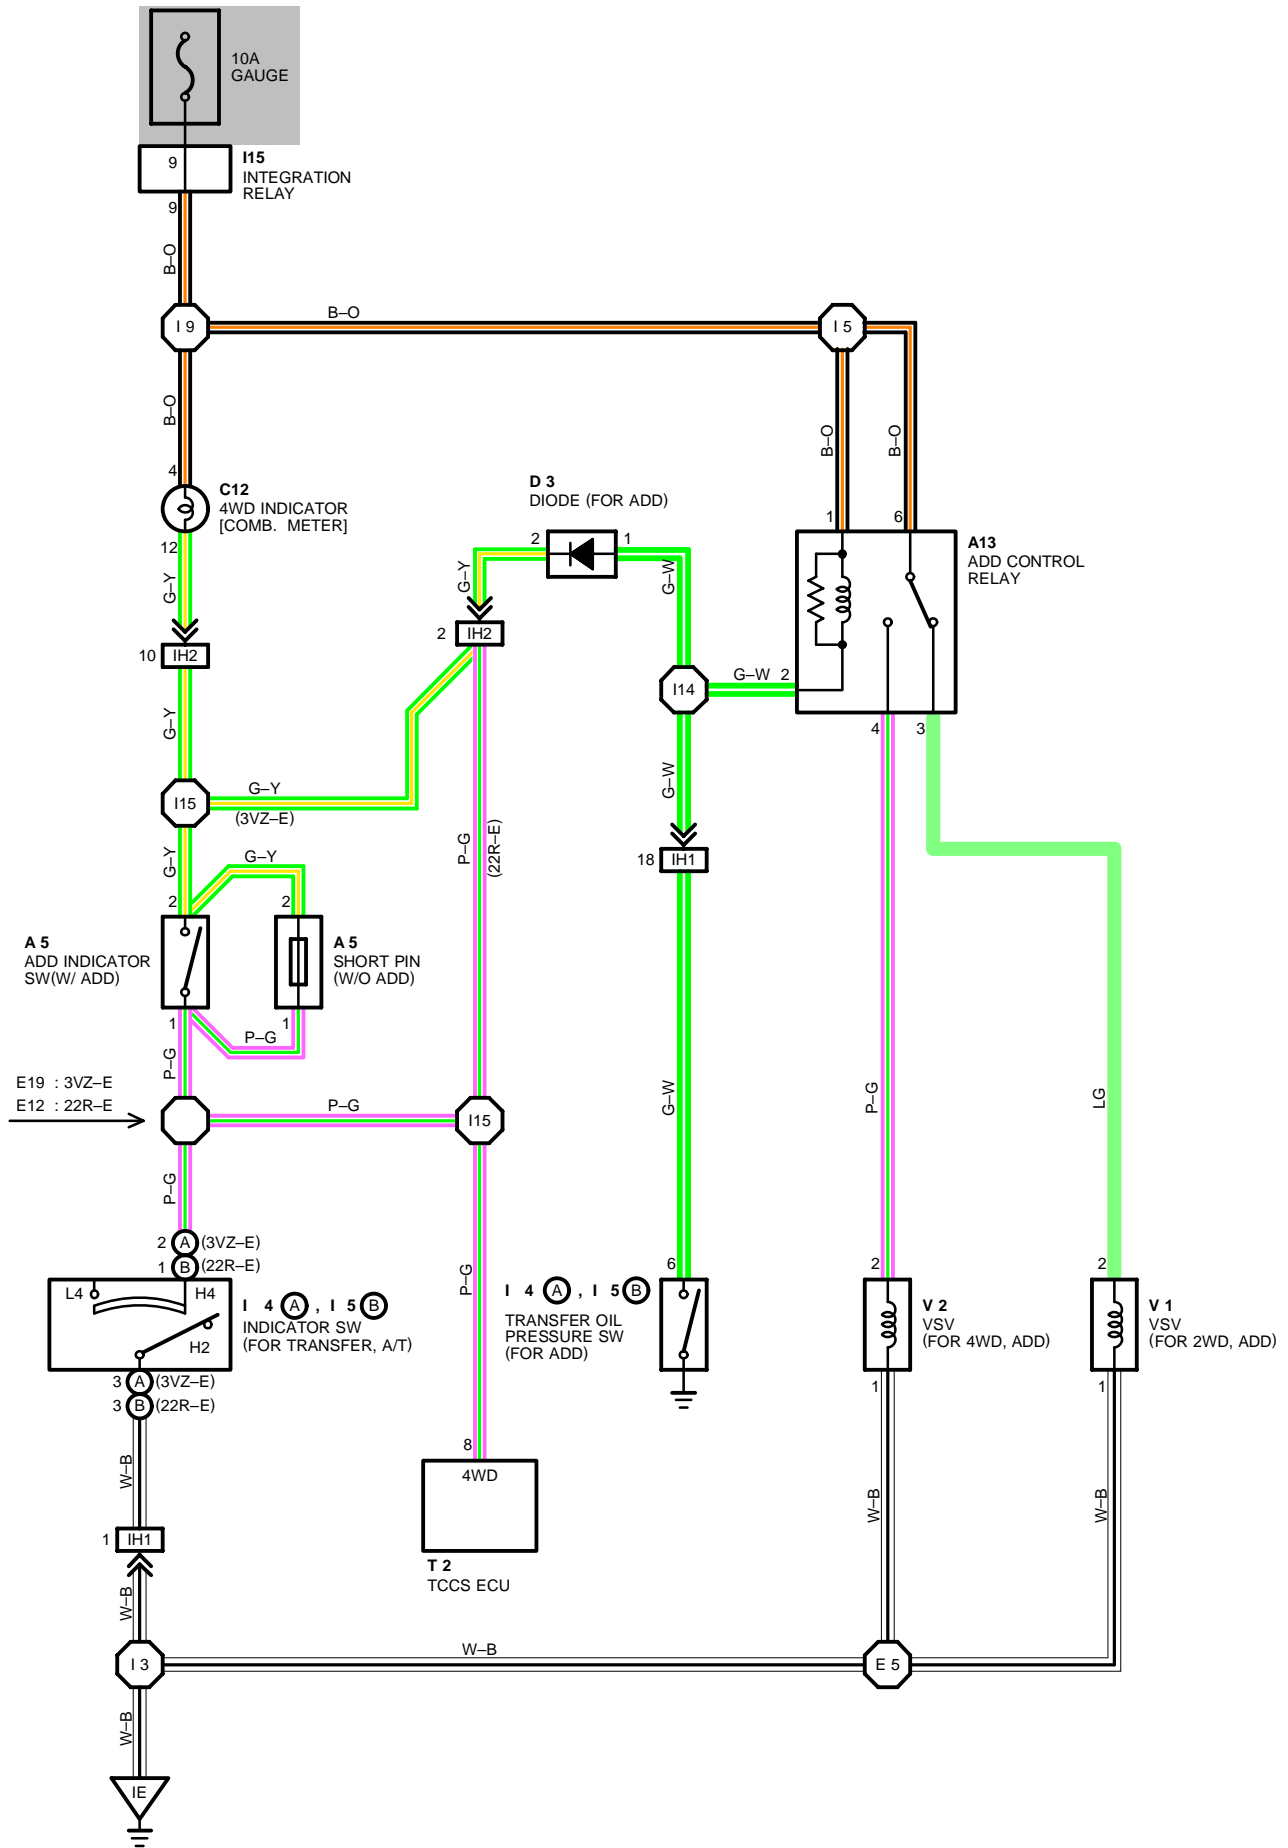 10A
GAUGE
9
I15
INTEGRATION
RELAY
9
B–O
I 9
B–O
I 5
B–O
B–O
B–O
4
C12
4WD INDICATOR
[COMB. METER]
12
G–Y
D 3
DIODE (FOR ADD)
2
1
G–Y
G–W
1
6
A13
ADD CONTROL
RELAY
10
IH2
2
IH2
G–Y
I14
G–W
2
4
3
I15
G–Y
(3VZ–E)
P–G
(22R–E)
G–W
18
IH1
G–Y
G–Y
2
2
A 5
ADD INDICATOR
SW(W/ ADD)
A 5
SHORT PIN
(W/O ADD)
1
1
P–G
P–G
E19 : 3VZ–E
E12 : 22R–E
P–G
I15
G–W
P–G
LG
P–G
2
A
(3VZ–E)
1
B
(22R–E)
L4
H4
H2
I 4 A , I 5 B
INDICATOR SW
(FOR TRANSFER, A/T)
P–G
6
I 4 A , I 5 B
TRANSFER OIL
PRESSURE SW
(FOR ADD)
2
V 2
VSV
(FOR 4WD, ADD)
2
V 1
VSV
(FOR 2WD, ADD)
3
A
(3VZ–E)
3
B
(22R–E)
1
1
W–B
8
4WD
T 2
TCCS ECU
W–B
W–B
1
IH1
W–B
I 3
W–B
E 5
W–B
IE